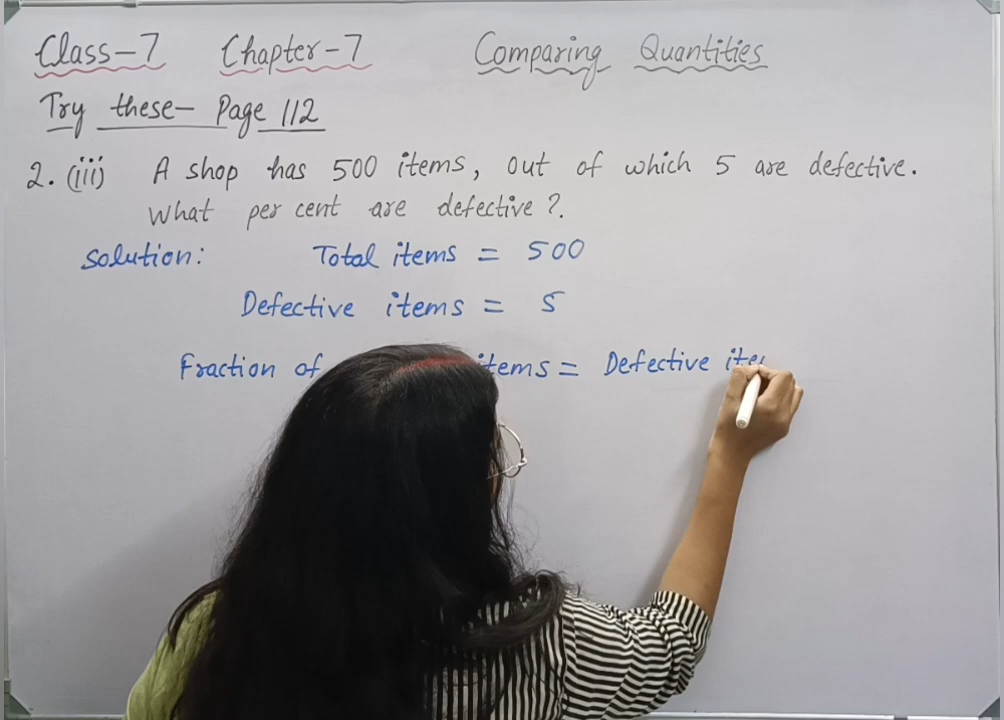 Class-7 Chapter-7 Comparing Quantities
Try these- Page 112
2. (iii) A shop has 500 items, out of which 5 are defective.
What per cent are defective ?.
Solution: Total items = 500
Defective items = 5
Fraction of items = Defective